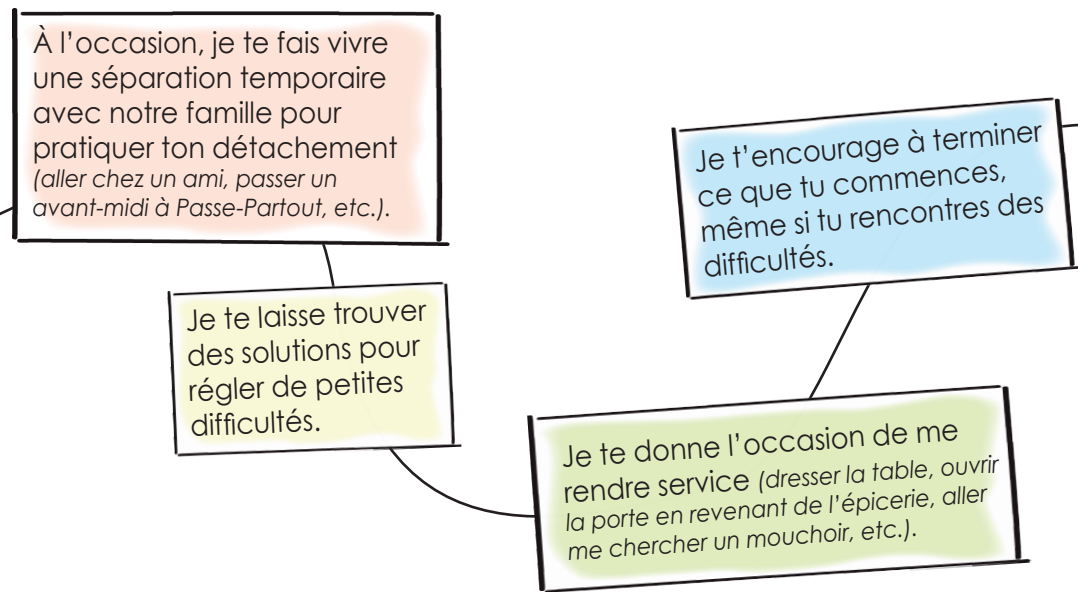 À l’occasion, je te fais vivre
une séparation temporaire
avec notre famille pour
pratiquer ton détachement
(aller chez un ami, passer un
avant-midi à Passe-Partout, etc.).
Je te laisse trouver
des solutions pour
régler de petites
difficultés.
Je te donne l’occasion de me
rendre service (dresser la table, ouvrir
la porte en revenant de l’épicerie, aller
me chercher un mouchoir, etc.).
Je t’encourage à terminer
ce que tu commences,
même si tu rencontres des
difficultés.